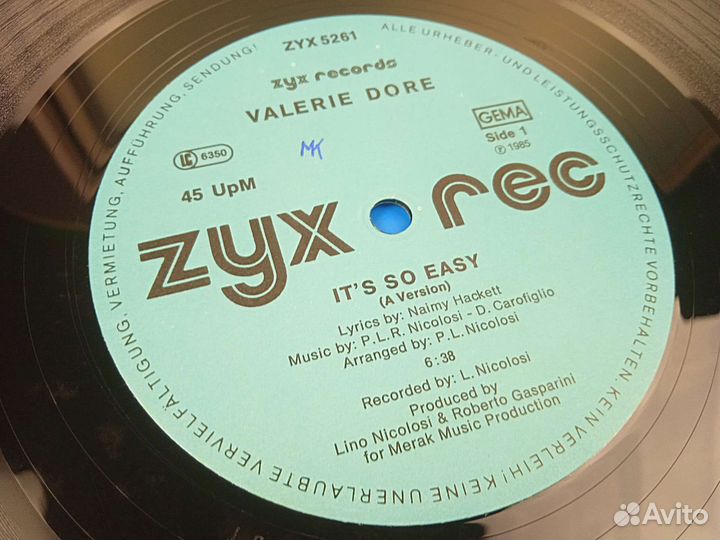 ALLE URHEBER- UND LEISTUNGSSCHUTZRECHTE VORBEHALTEN. KEIN VERLEIH! KEINE UNERLAUBTE VERVIELFÄLTIGUNG, VERMIETUNG, AUFFÜHRUNG, SENDUNG!
ZYX 5261
zyx records
VALERIE DORE
GEMA
Side 1
℗ 1985
LC 6350
MK
45 UpM
zyx rec
IT'S SO EASY
(A Version)
Lyrics by: Naimy Hackett
Music by: P.L.R. Nicolosi - D. Carofiglio
Arranged by: P.L. Nicolosi
6:38
Recorded by: L. Nicolosi
Produced by
Lino Nicolosi & Roberto Gasparini
for Merak Music Production
Avito